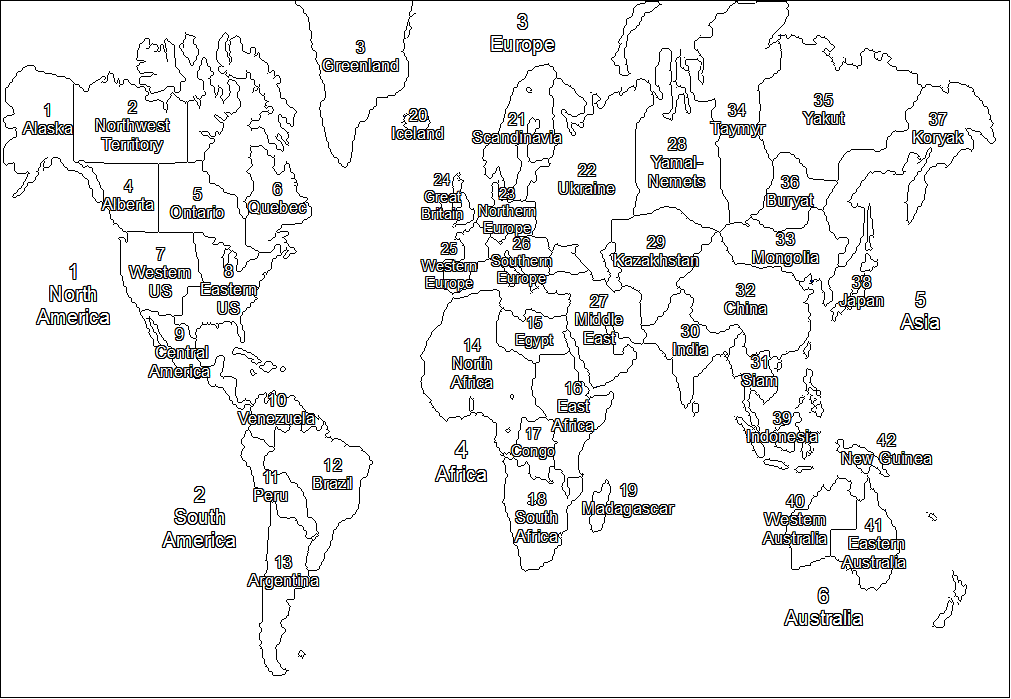 3
Europe
3
Greenland
1
Alaska
2
Northwest
Territory
20
Iceland
21
Scandinavia
34
Taymyr
35
Yakut
37
Koryak
28
Yamal-
Nemets
22
Ukraine
4
Alberta
5
Ontario
6
Quebec
24
Great
Britain
23
Northern
Europe
36
Buryat
7
Western
US
8
Eastern
US
25
Western
Europe
26
Southern
Europe
29
Kazakhstan
33
Mongolia
1
North
America
27
Middle
East
32
China
38
Japan
5
Asia
9
Central
America
14
North
Africa
15
Egypt
30
India
31
Siam
10
Venezuela
16
East
Africa
17
Congo
39
Indonesia
42
New Guinea
11
Peru
12
Brazil
4
Africa
2
South
America
18
South
Africa
19
Madagascar
40
Western
Australia
41
Eastern
Australia
13
Argentina
6
Australia